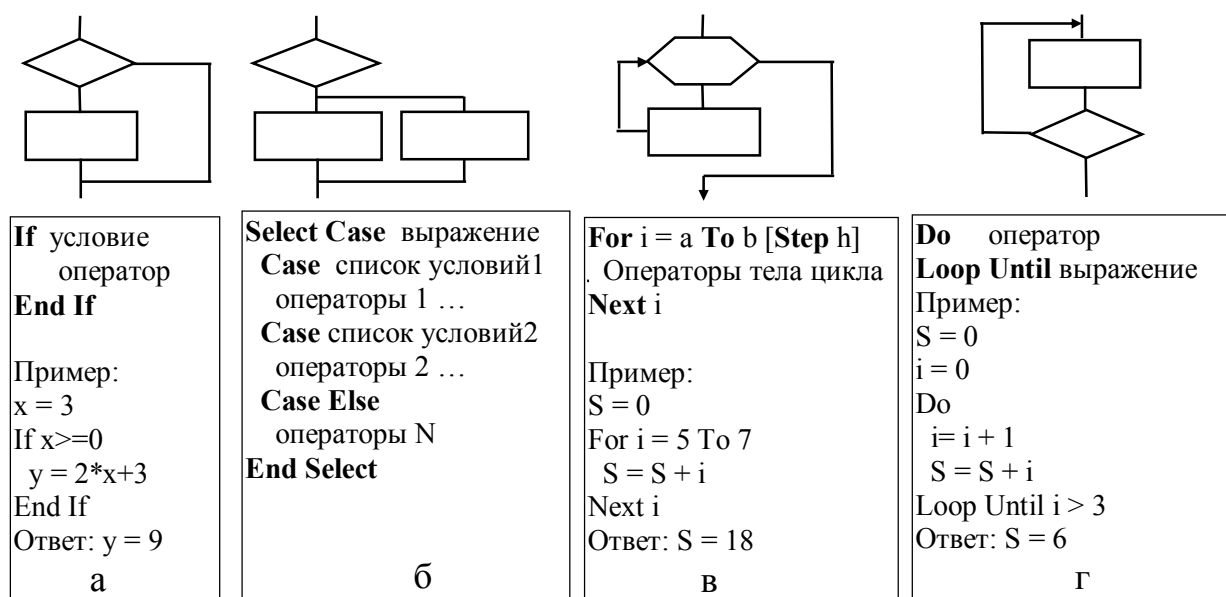 If условие
оператор
End If
Пример:
x = 3
If x>=0
y = 2*x+3
End If
Ответ: y = 9
а
Select Case выражение
Case список условий1
операторы 1 …
Case список условий2
операторы 2 …
Case Else
операторы N
End Select
б
For i = a To b [Step h]
. Операторы тела цикла
Next i
Пример:
S = 0
For i = 5 To 7
S = S + i
Next i
Ответ: S = 18
в
Do оператор
Loop Until выражение
Пример:
S = 0
i = 0
Do
i= i + 1
S = S + i
Loop Until i > 3
Ответ: S = 6
г